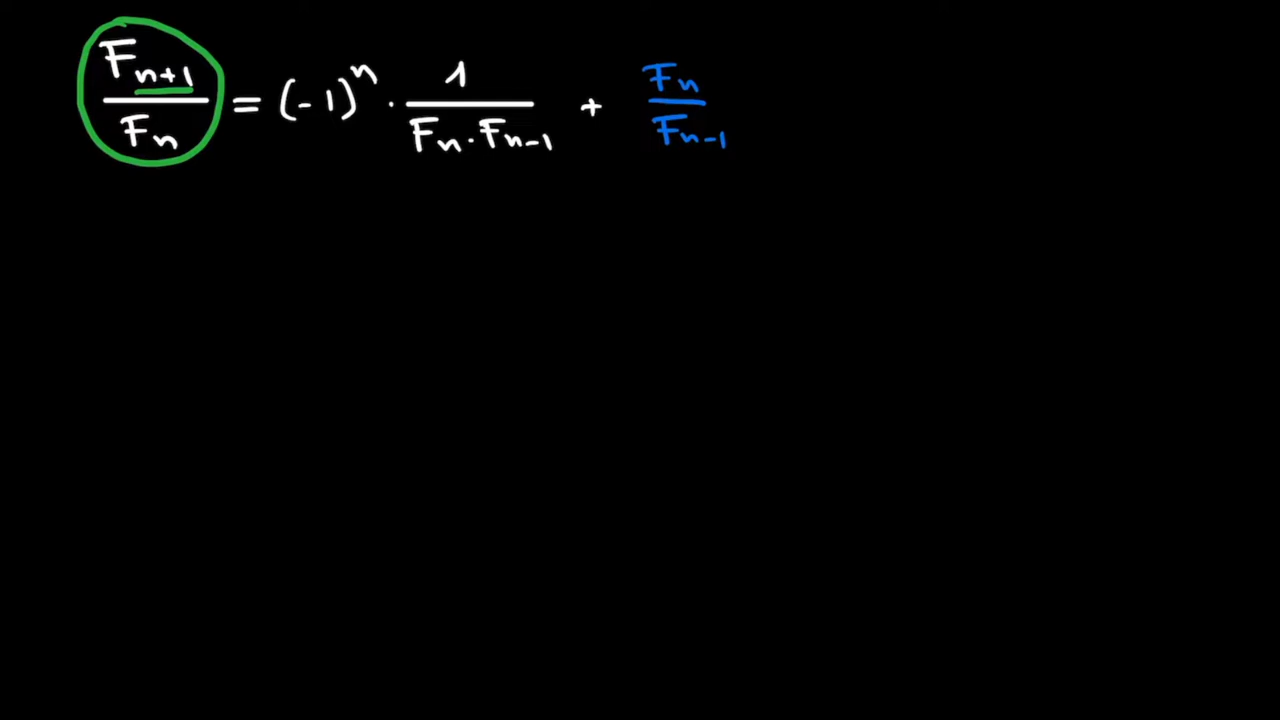 F_{n+1}/F_n = (-1)^n · 1/(F_n · F_{n-1}) + F_n/F_{n-1}